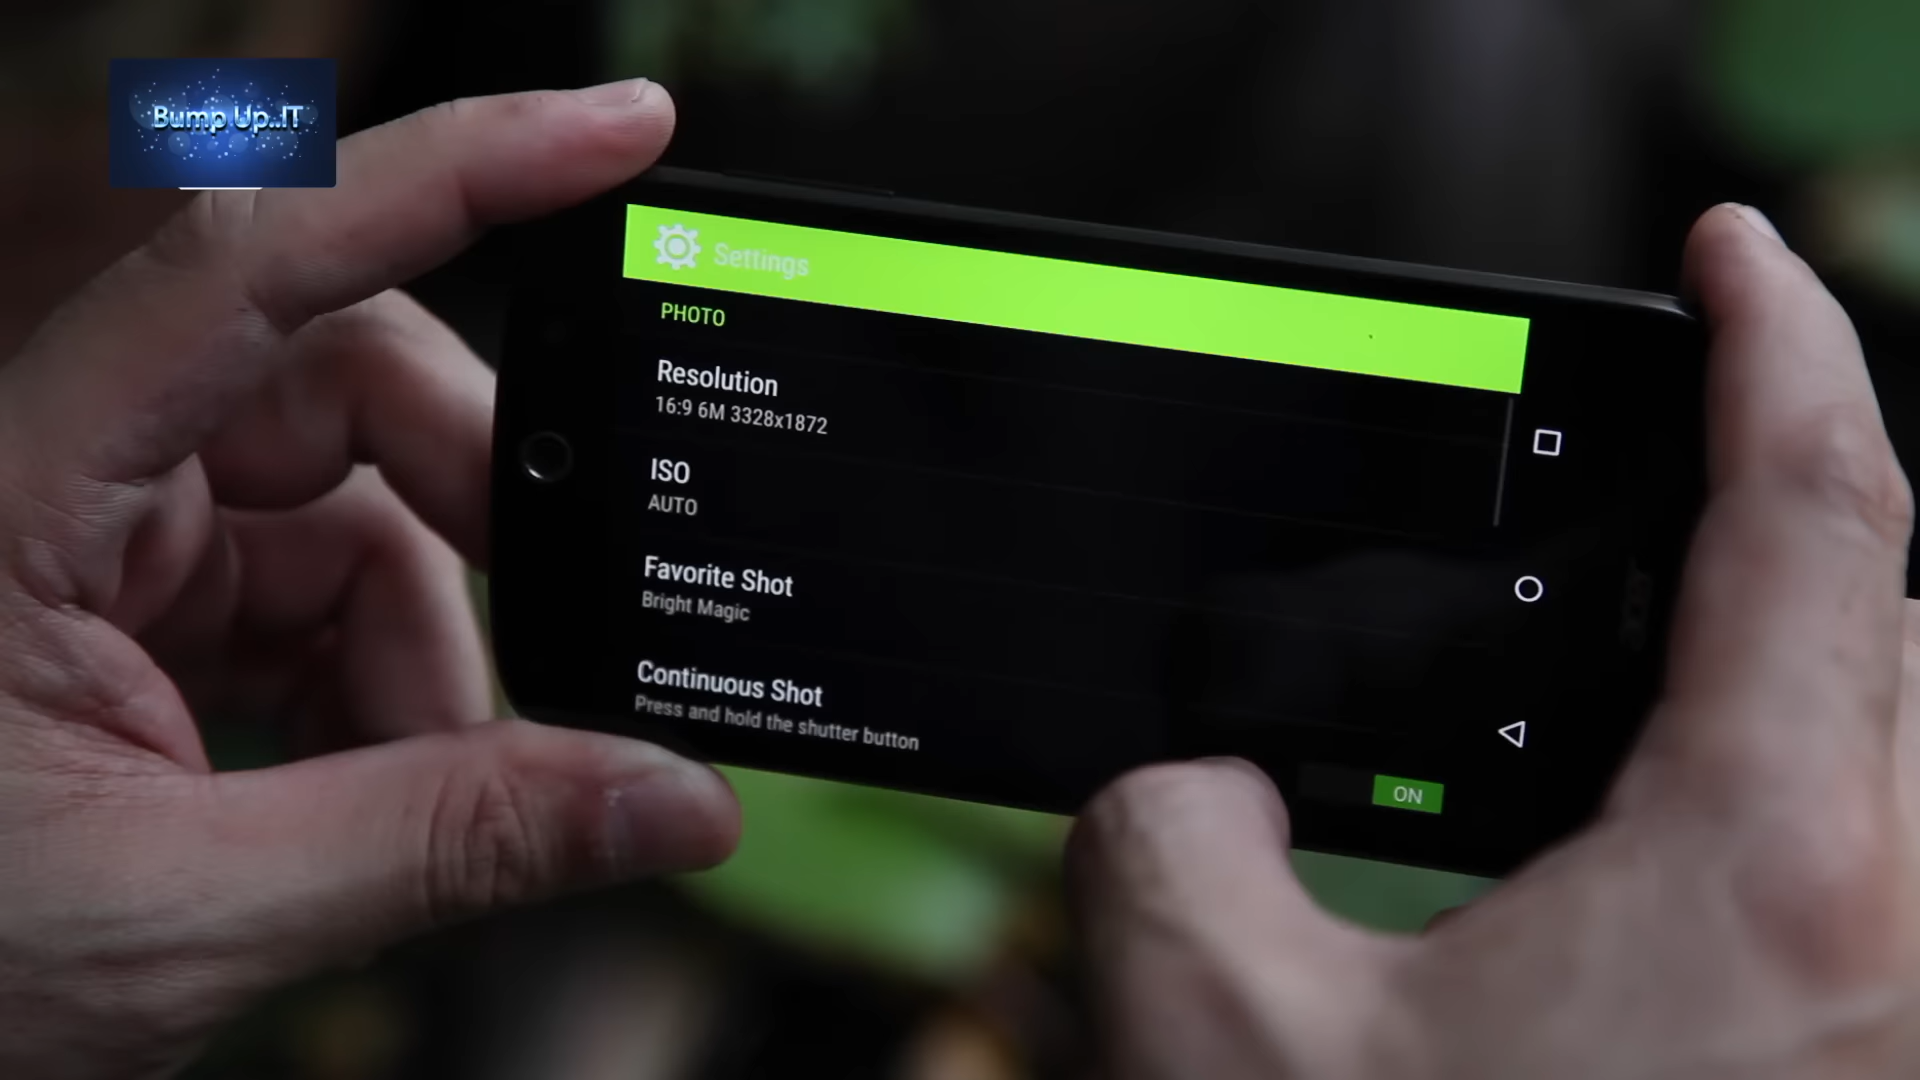 Bump Up..IT
Settings
PHOTO
Resolution
16:9 6M 3328x1872
ISO
AUTO
Favorite Shot
Bright Magic
Continuous Shot
Press and hold the shutter button
ON
acer